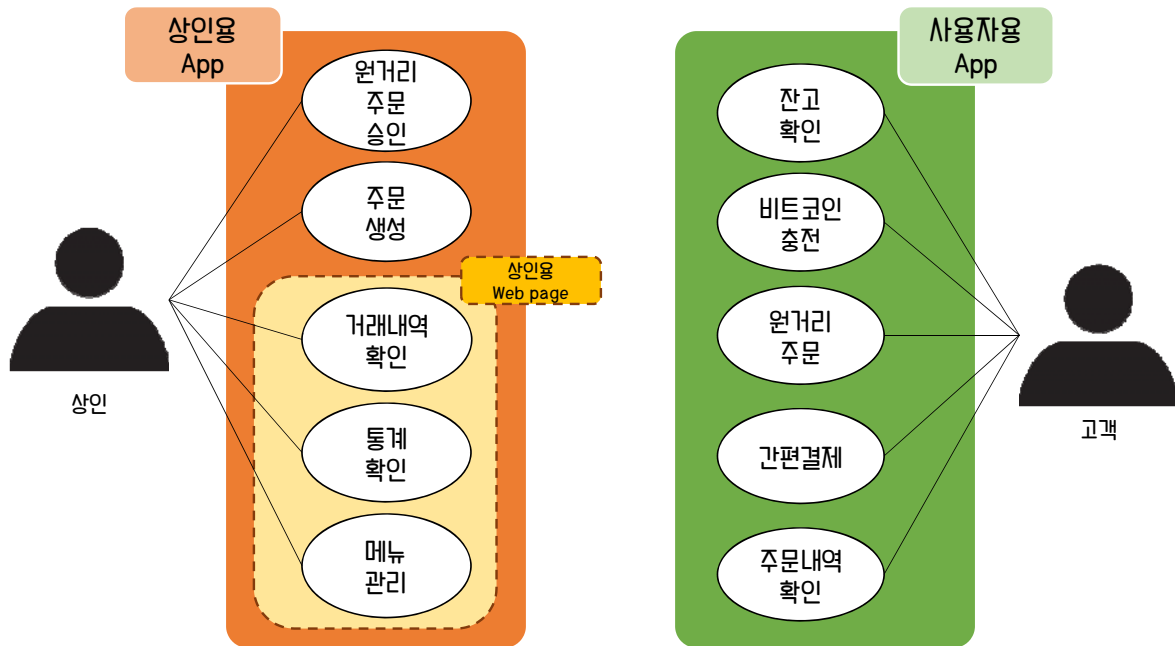 상인용
App
원거리
주문
승인
주문
생성
상인용
Web page
거래내역
확인
통계
확인
메뉴
관리
상인
사용자용
App
잔고
확인
비트코인
충전
원거리
주문
간편결제
주문내역
확인
고객